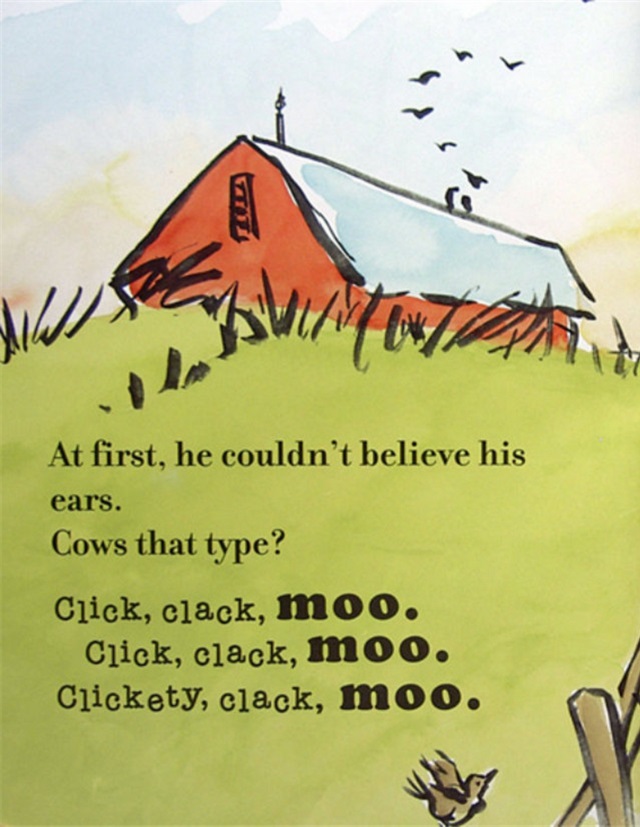 At first, he couldn't believe his
ears.
Cows that type?
Click, clack, moo.
Click, clack, moo.
Clickety, clack, moo.